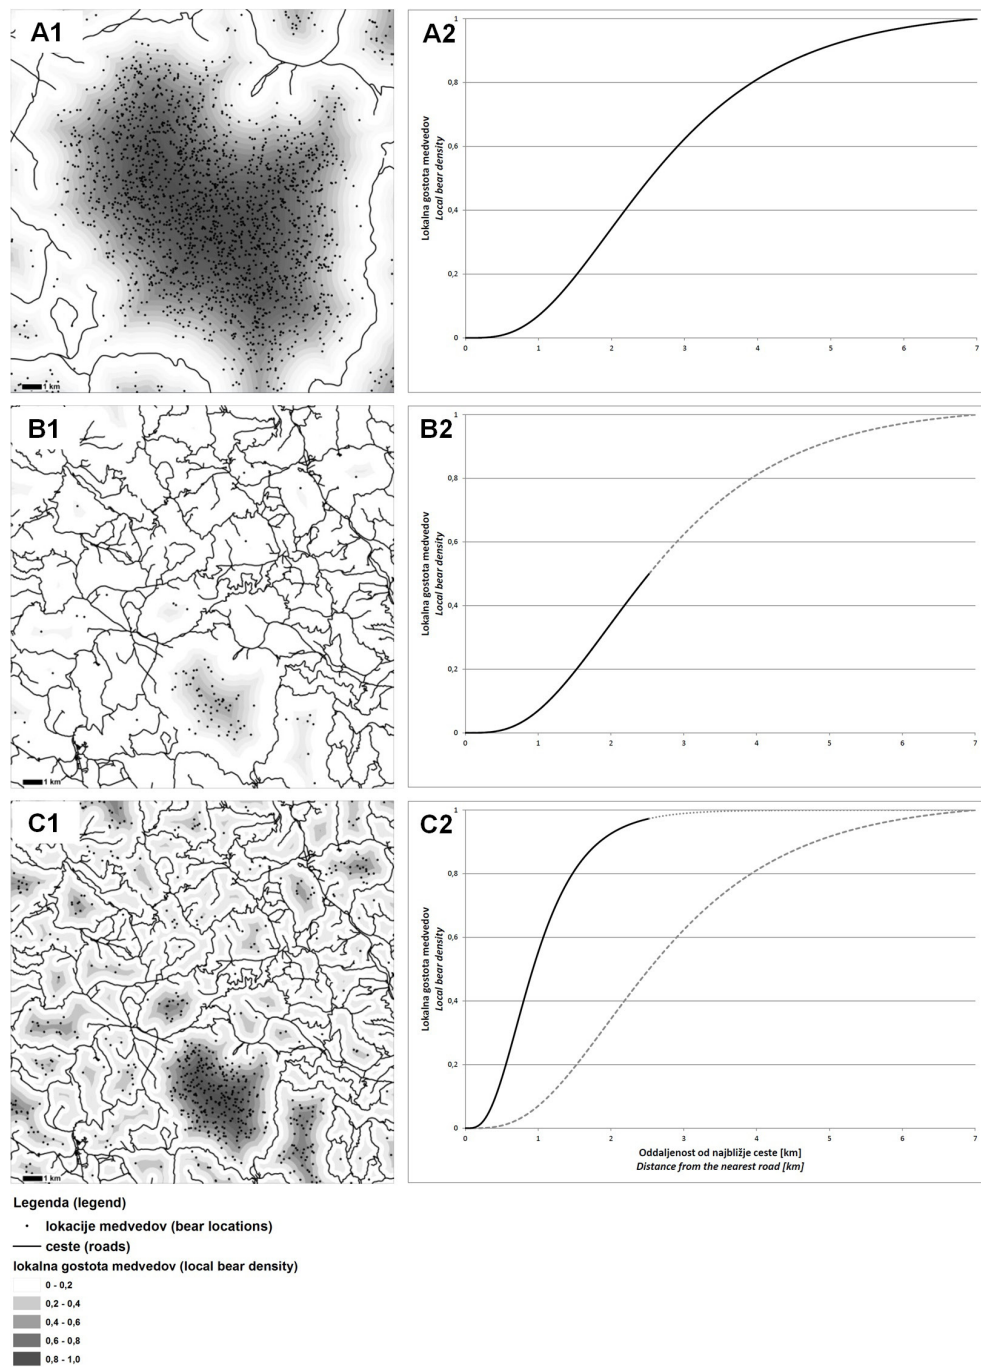 A1
1 km
A2
Lokalna gostota medvedov
Local bear density
1
0,8
0,6
0,4
0,2
0
0 1 2 3 4 5 6 7
B1
1 km
B2
Lokalna gostota medvedov
Local bear density
1
0,8
0,6
0,4
0,2
0
0 1 2 3 4 5 6 7
C1
1 km
C2
Lokalna gostota medvedov
Local bear density
1
0,8
0,6
0,4
0,2
0
0 1 2 3 4 5 6 7
Oddaljenost od najbližje ceste [km]
Distance from the nearest road [km]
Legenda (legend)
lokacije medvedov (bear locations)
ceste (roads)
lokalna gostota medvedov (local bear density)
0 - 0,2
0,2 - 0,4
0,4 - 0,6
0,6 - 0,8
0,8 - 1,0